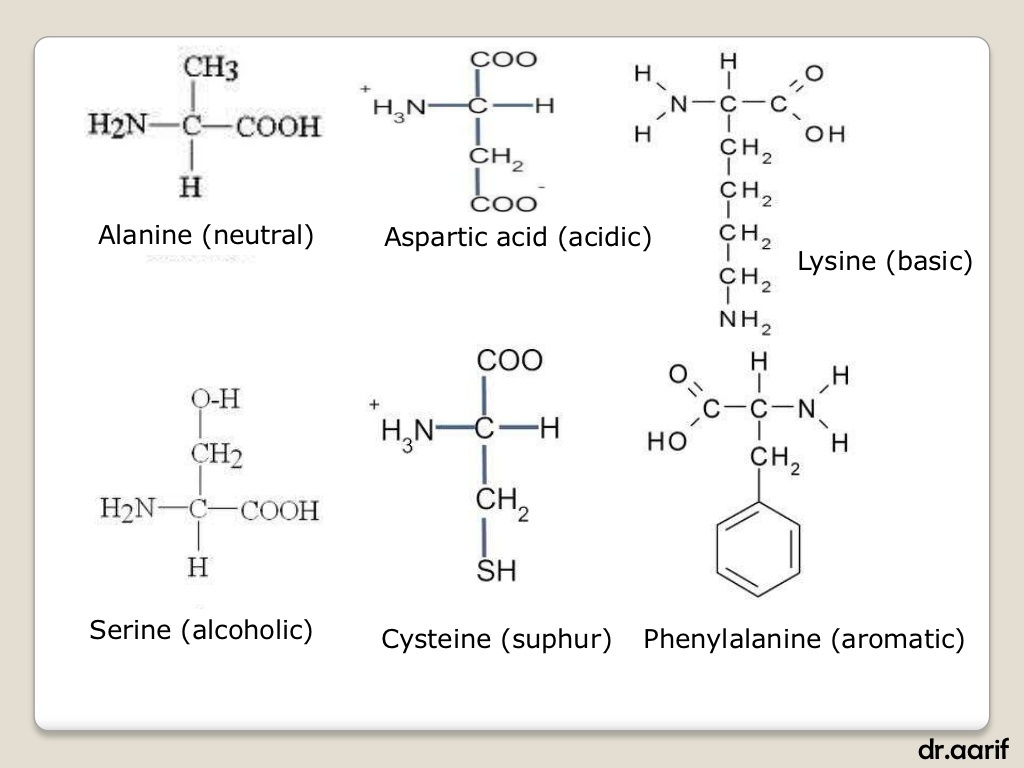 CH3
H2N—C—COOH
H
Alanine (neutral)
COO
+
H3N—C—H
CH2
COO-
Aspartic acid (acidic)
H H O
N—C—C
H OH
CH2
CH2
CH2
CH2
NH2
Lysine (basic)
O-H
CH2
H2N—C—COOH
H
Serine (alcoholic)
COO
+
H3N—C—H
CH2
SH
Cysteine (suphur)
O H H
C—C—N
HO H
CH2
Phenylalanine (aromatic)
dr.aarif